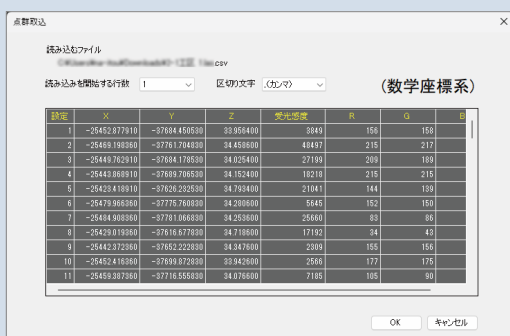 点群取込
読み込むファイル
.csv
読み込みを開始する行数 1 区切り文字 ,(カンマ) (数学座標系)
設定 X Y Z 受光感度 R G B
1 -25452.877910 -37684.450530 33.956400 3849 156 158
2 -25469.198360 -37761.704830 34.458600 48497 215 217
3 -25449.762910 -37684.178530 34.025400 27199 209 189
4 -25443.868910 -37689.706530 34.152400 18218 215 215
5 -25423.418910 -37626.232530 34.793400 21041 144 139
6 -25479.966360 -37775.760830 34.280600 5645 152 150
7 -25484.908360 -37781.066830 34.253600 25660 83 86
8 -25429.019360 -37616.677830 34.718600 17192 34 43
9 -25442.372360 -37652.222830 34.347600 2309 155 156
10 -25452.416360 -37699.872830 33.942600 2566 177 175
11 -25459.387360 -37716.555830 34.076600 7185 105 90
OK キャンセル